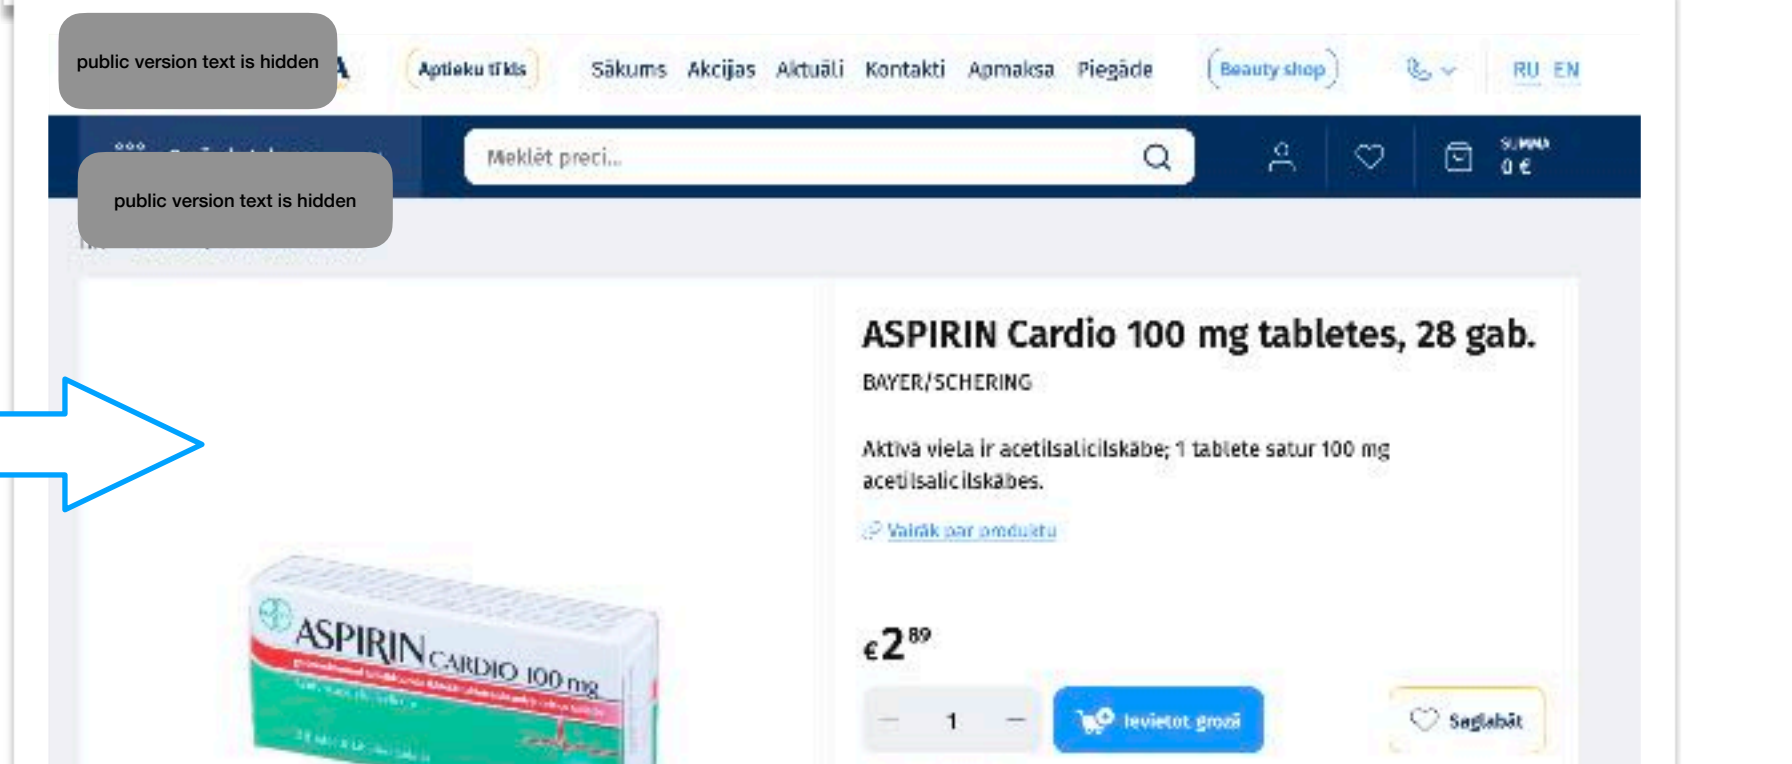 public version text is hidden
Aptieku tīkls
Sākums Akcijas Aktuāli Kontakti Apmaksa Piegāde
Beauty shop
RU EN
Meklēt preci...
SUMMA
0 €
public version text is hidden
ASPIRIN Cardio 100 mg tabletes, 28 gab.
BAYER/SCHERING
Aktīvā viela ir acetilsalicilskābe; 1 tablete satur 100 mg
acetilsalicilskābes.
Vairāk par produktu
ASPIRIN CARDIO 100 mg
€2 89
— 1 —
Ievietot grozā
Saglabāt